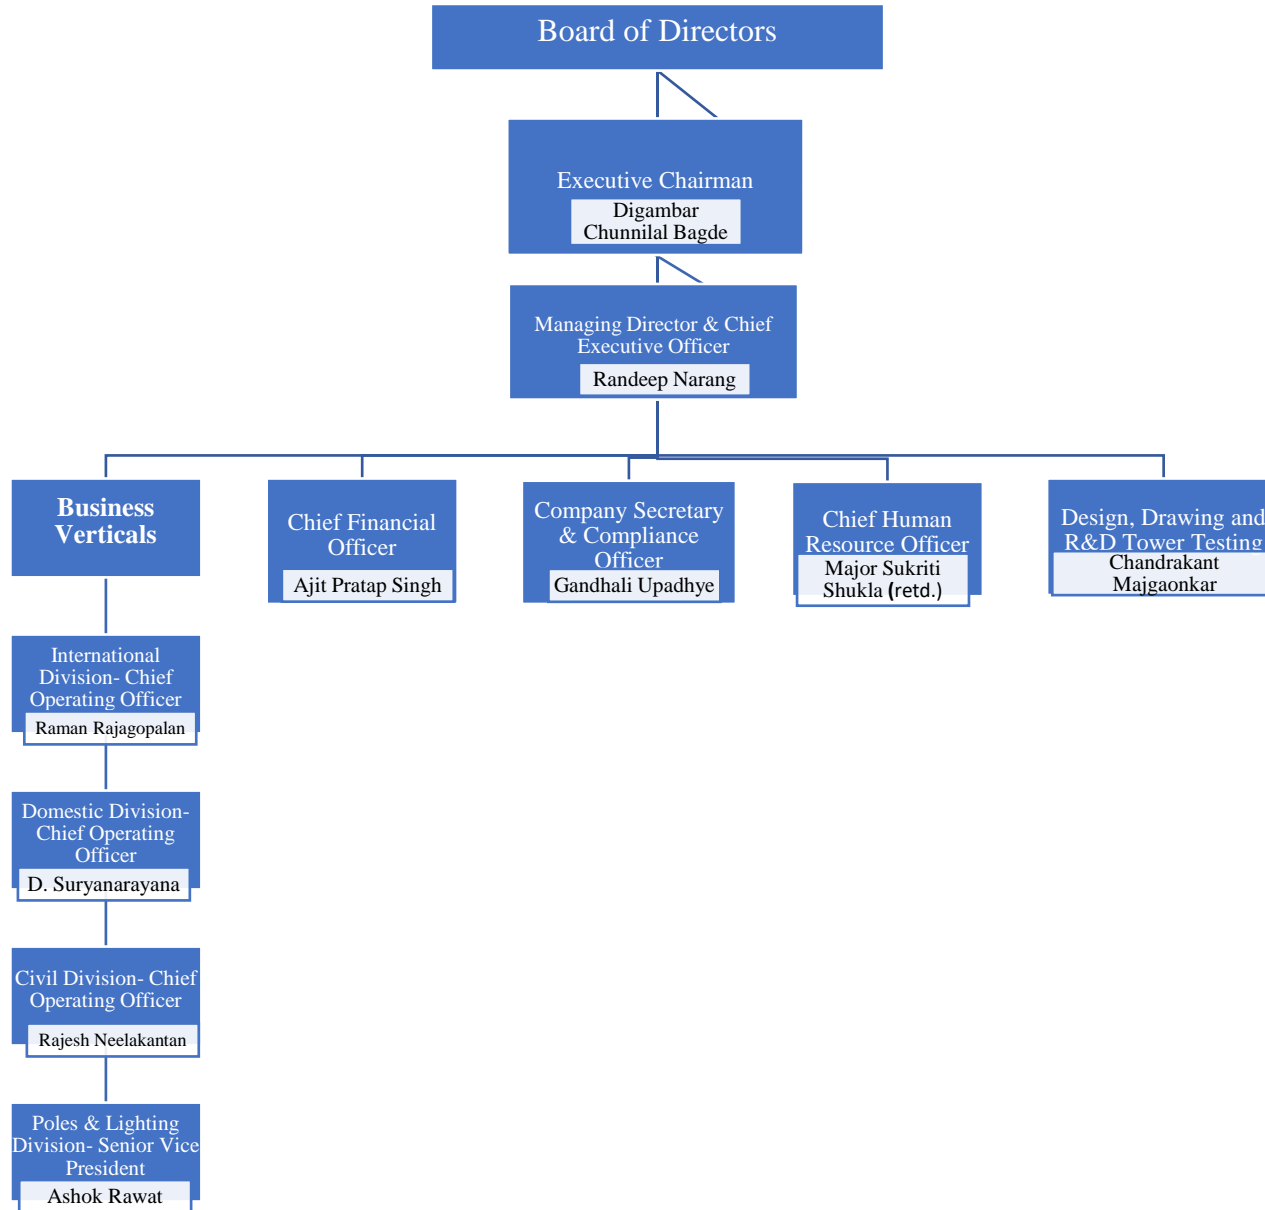 Board of Directors
Executive Chairman
Digambar
Chunnilal Bagde
Managing Director & Chief
Executive Officer
Randeep Narang
Business
Verticals
Chief Financial
Officer
Ajit Pratap Singh
Company Secretary
& Compliance
Officer
Gandhali Upadhye
Chief Human
Resource Officer
Major Sukriti
Shukla (retd.)
Design, Drawing and
R&D Tower Testing
Chandrakant
Majgaonkar
International
Division- Chief
Operating Officer
Raman Rajagopalan
Domestic Division-
Chief Operating
Officer
D. Suryanarayana
Civil Division- Chief
Operating Officer
Rajesh Neelakantan
Poles & Lighting
Division- Senior Vice
President
Ashok Rawat